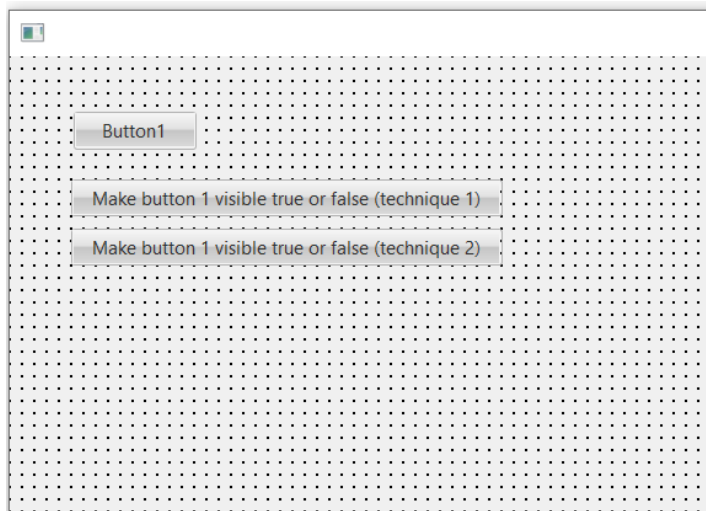 Button1
Make button 1 visible true or false (technique 1)
Make button 1 visible true or false (technique 2)